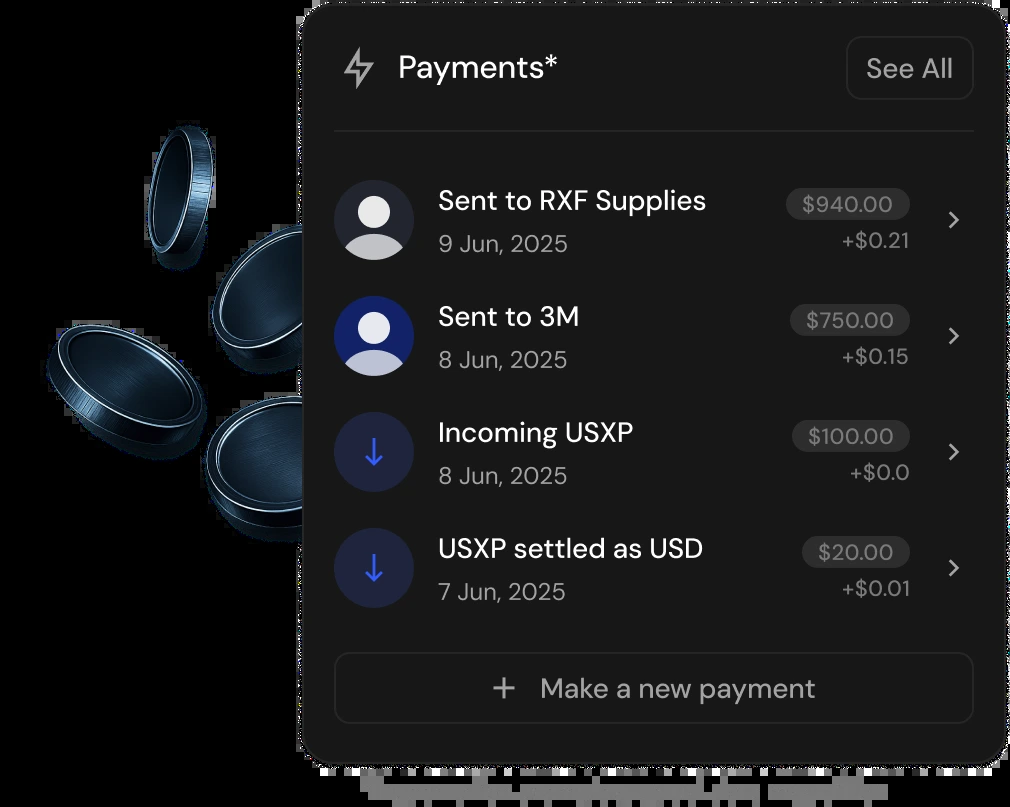 Payments*
See All
Sent to RXF Supplies
$940.00
9 Jun, 2025
+$0.21
Sent to 3M
$750.00
8 Jun, 2025
+$0.15
Incoming USXP
$100.00
8 Jun, 2025
+$0.0
USXP settled as USD
$20.00
7 Jun, 2025
+$0.01
+ Make a new payment